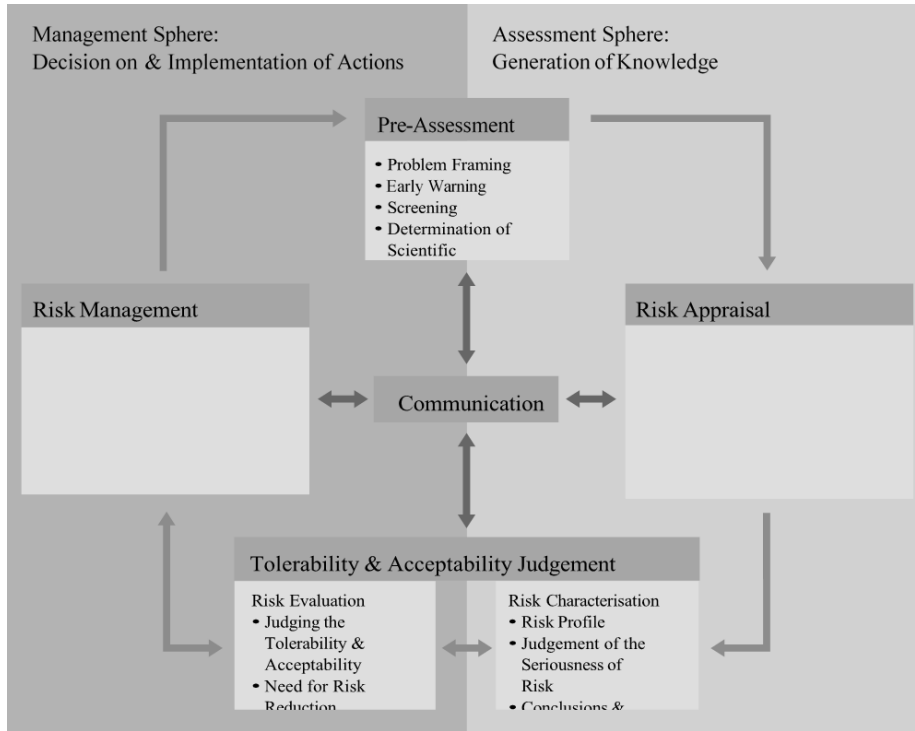 Management Sphere:
Decision on & Implementation of Actions
Assessment Sphere:
Generation of Knowledge
Pre-Assessment
• Problem Framing
• Early Warning
• Screening
• Determination of
Scientific
Risk Management
Risk Appraisal
Communication
Tolerability & Acceptability Judgement
Risk Evaluation
• Judging the
Tolerability &
Acceptability
• Need for Risk
Reduction
Risk Characterisation
• Risk Profile
• Judgement of the
Seriousness of
Risk
• Conclusions &